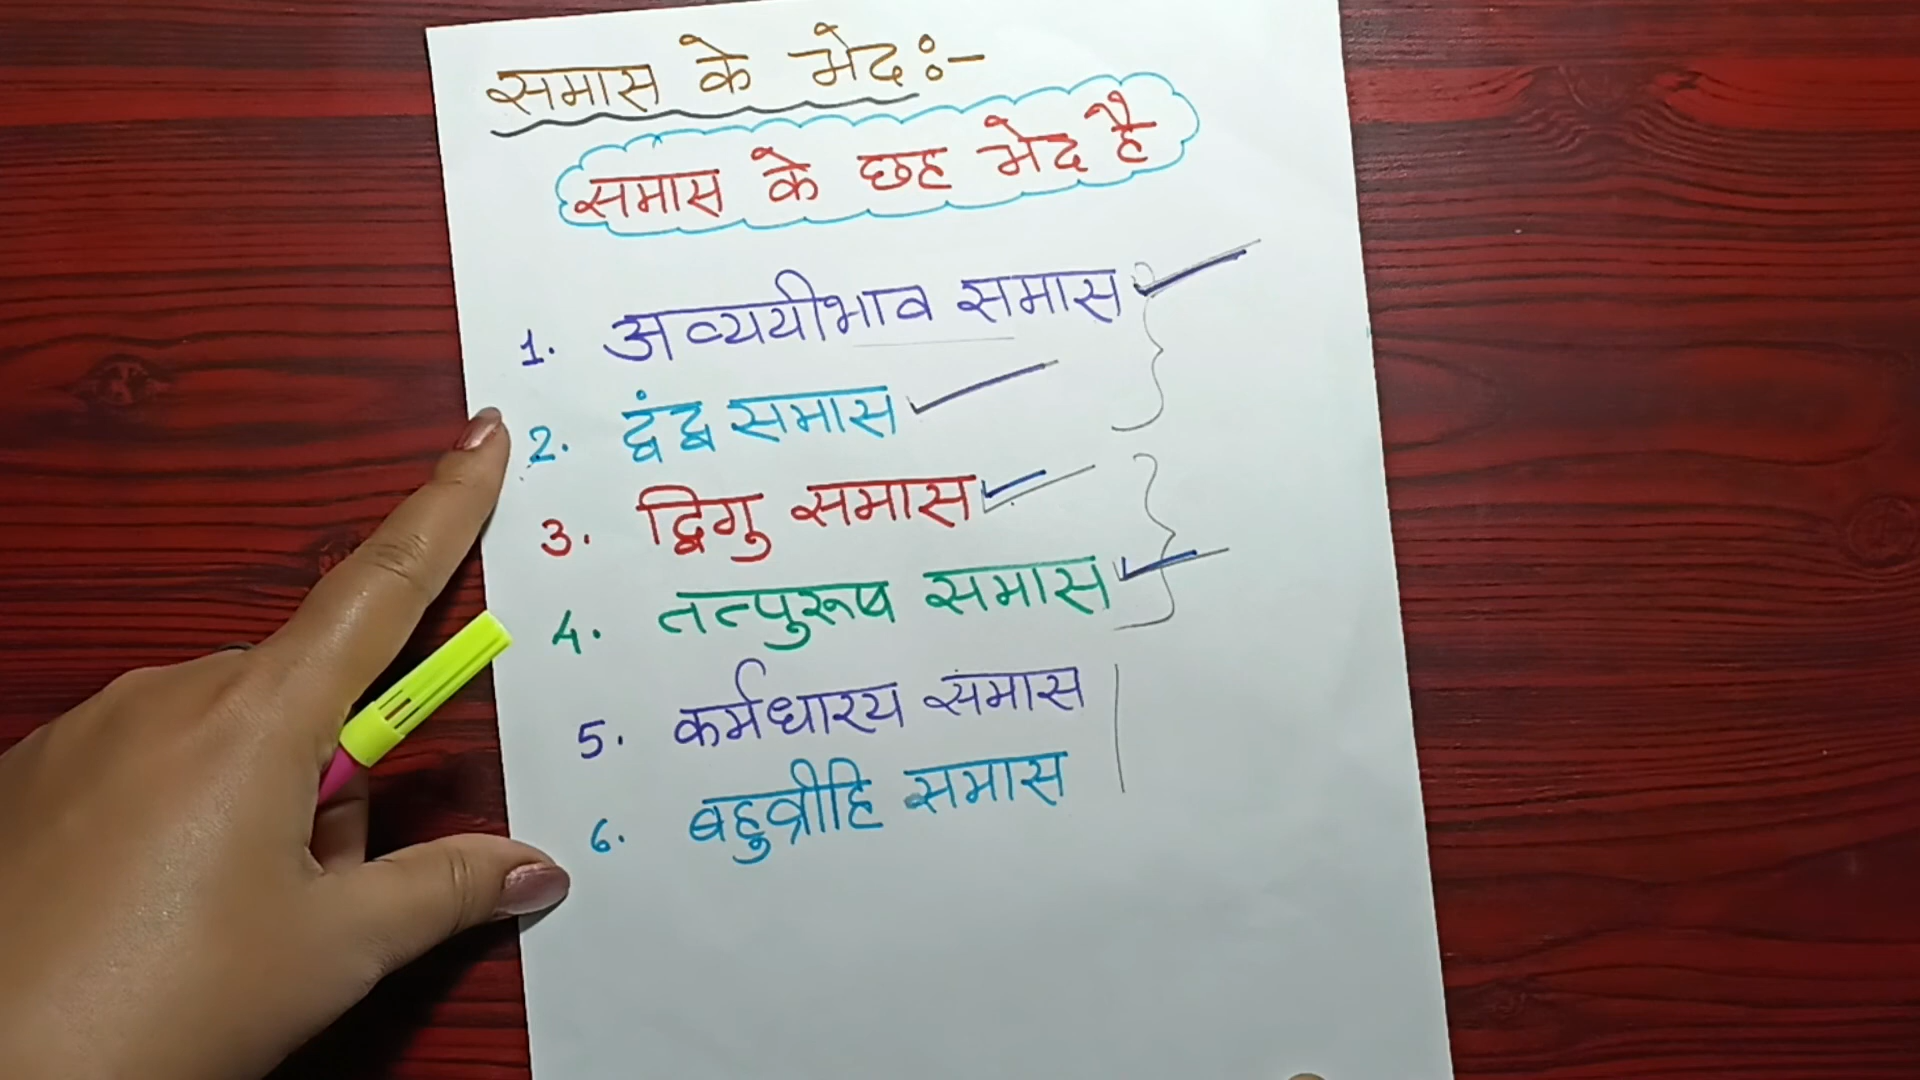 समास के भेद :-
समास के छह भेद है
1. अव्ययीभाव समास
2. द्वंद्व समास
3. द्विगु समास
4. तत्पुरूष समास
5. कर्मधारय समास
6. बहुव्रीहि समास